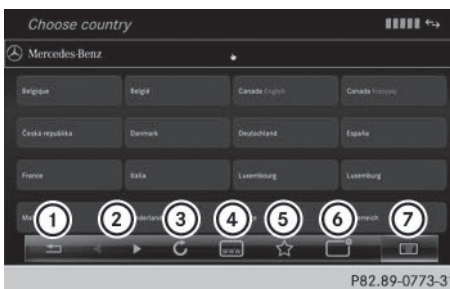 Choose country
Mercedes-Benz
Belgique België Canada English Canada Français
Česká republika Danmark Deutschland España
France Italia Luxembourg Luxemburg
1 2 3 4 5 6 7
www
P82.89-0773-31